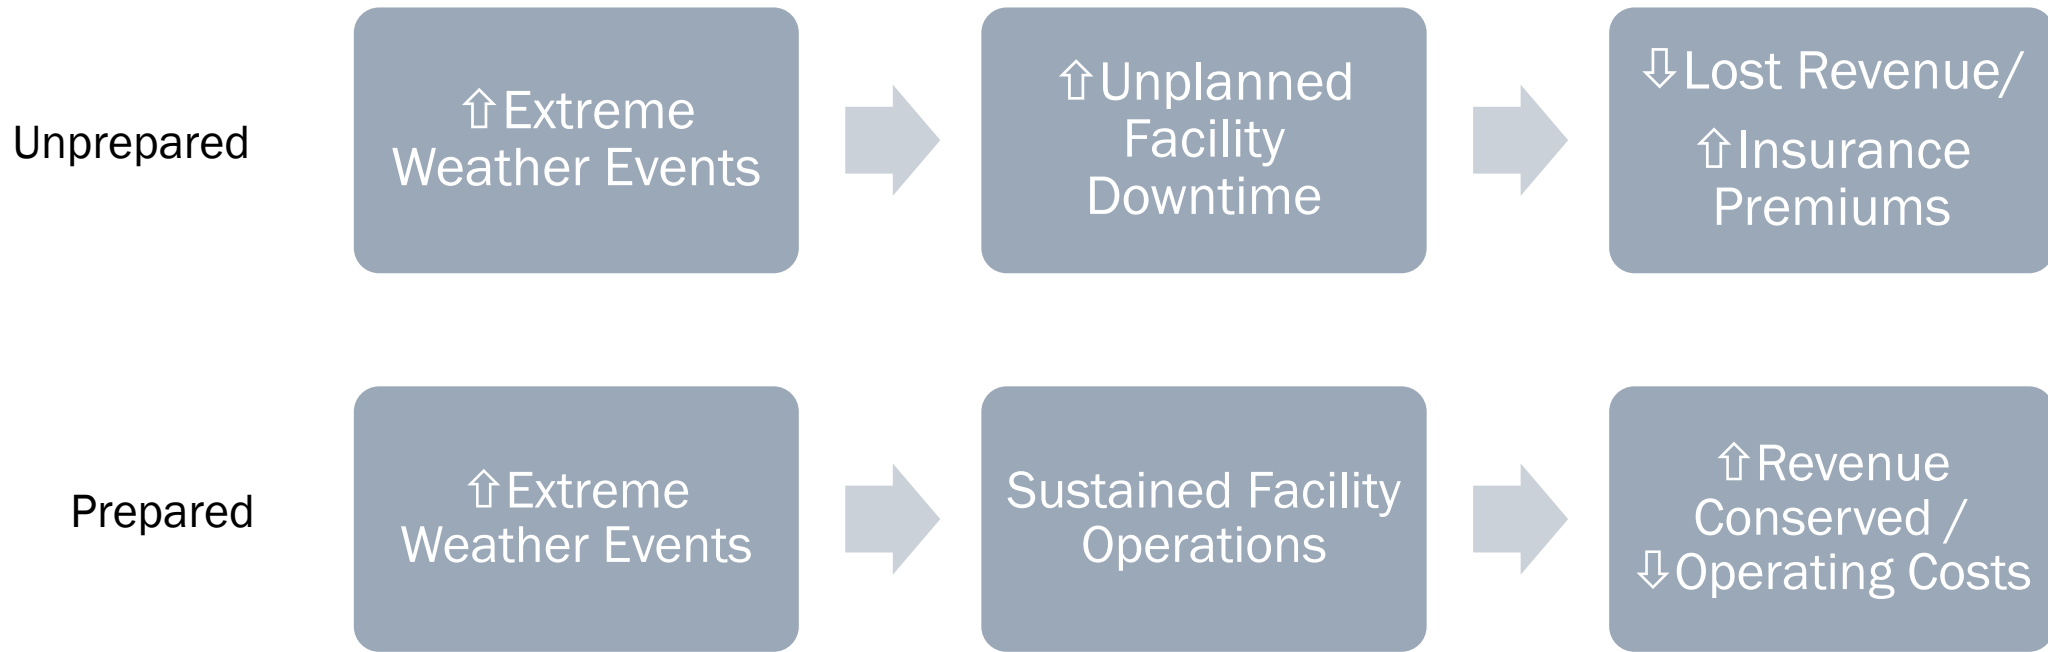 Unprepared
⇧Extreme
Weather Events
⇧Unplanned
Facility
Downtime
⇩Lost Revenue/
⇧Insurance
Premiums
Prepared
⇧Extreme
Weather Events
Sustained Facility
Operations
⇧Revenue
Conserved /
⇩Operating Costs